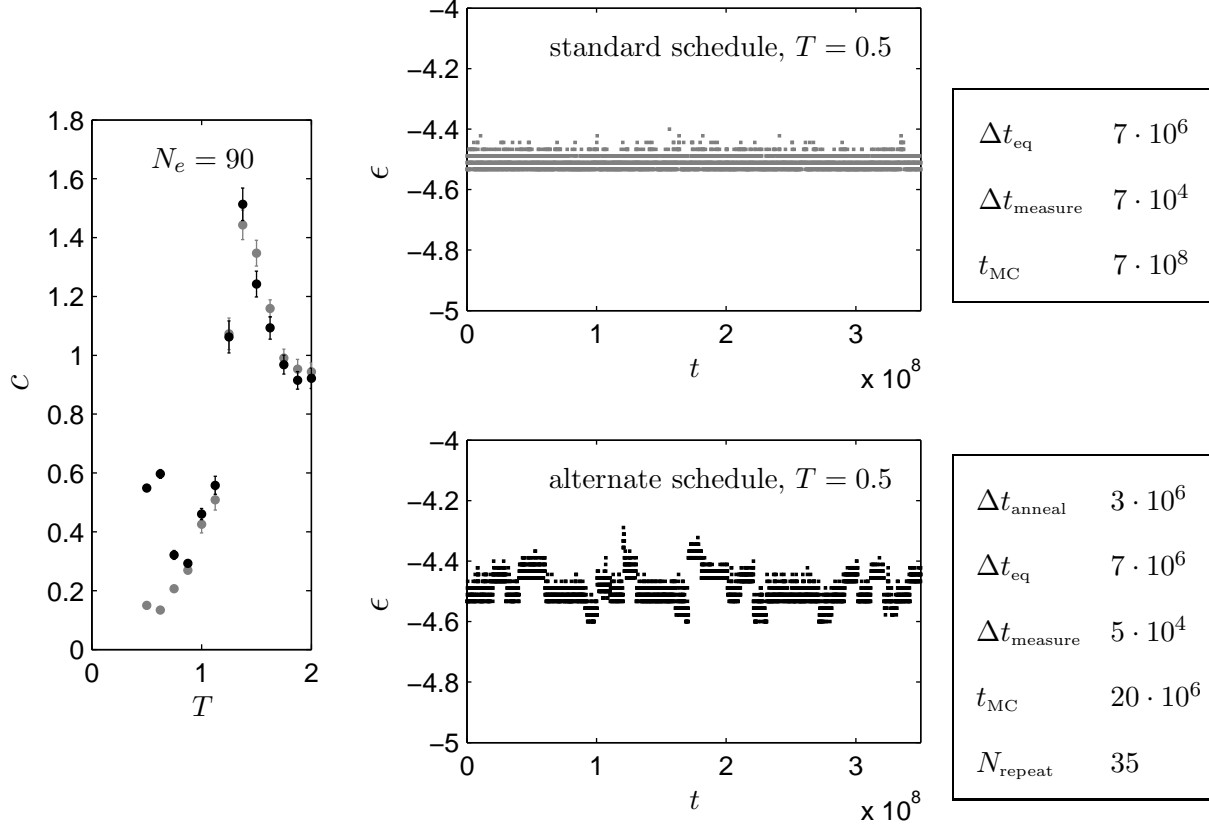 N_e = 90
c
1.8
1.6
1.4
1.2
1
0.8
0.6
0.4
0.2
0
0 1 2
T
standard schedule, T = 0.5
ϵ
−4
−4.2
−4.4
−4.6
−4.8
−5
0 1 2 3
t
x 10^8
Δt_eq 7 · 10^6
Δt_measure 7 · 10^4
t_MC 7 · 10^8
alternate schedule, T = 0.5
ϵ
−4
−4.2
−4.4
−4.6
−4.8
−5
0 1 2 3
t
x 10^8
Δt_anneal 3 · 10^6
Δt_eq 7 · 10^6
Δt_measure 5 · 10^4
t_MC 20 · 10^6
N_repeat 35